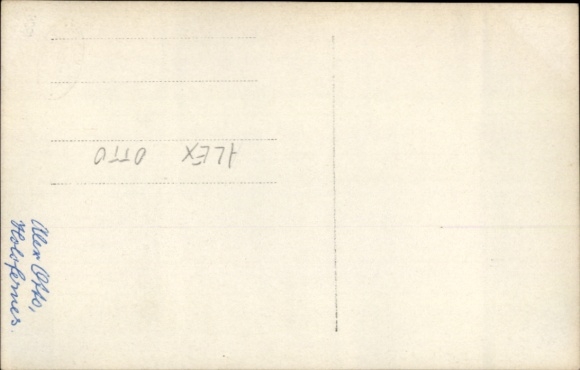 ALEX OTTO
Alex Otto,
Holofernes.